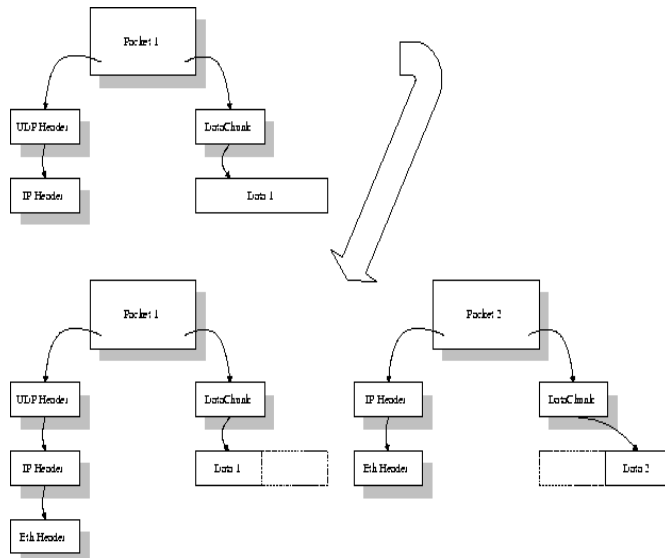 Packet 1
UDP Header
DataChunk
IP Header
Data 1
Packet 1
Packet 2
UDP Header
DataChunk
IP Header
DataChunk
IP Header
Data 1
Eth Header
Data 2
Eth Header